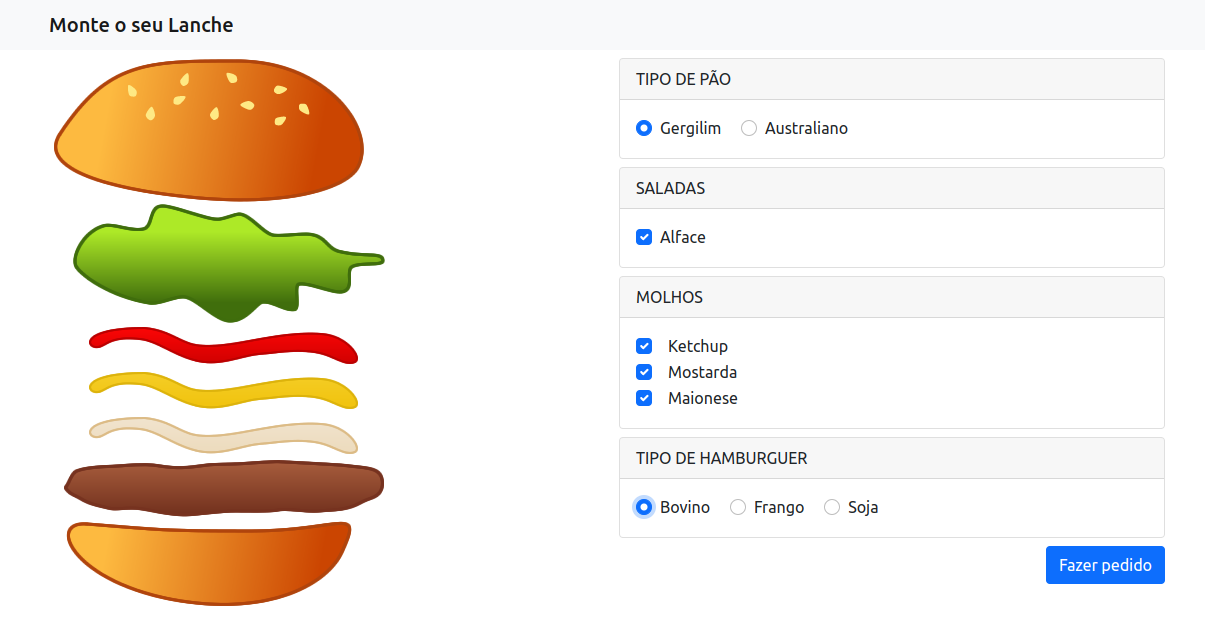 Monte o seu Lanche
TIPO DE PÃO
Gergilim Australiano
SALADAS
Alface
MOLHOS
Ketchup
Mostarda
Maionese
TIPO DE HAMBURGUER
Bovino Frango Soja
Fazer pedido